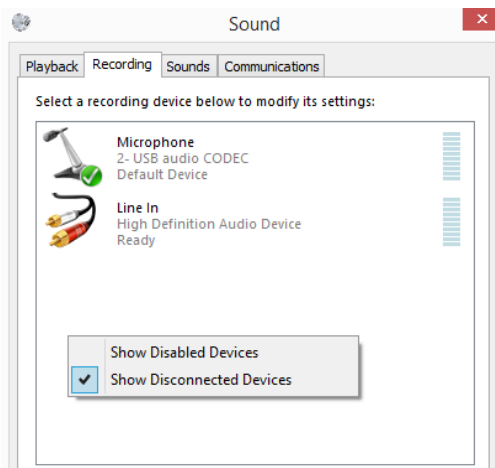 Sound
Playback Recording Sounds Communications
Select a recording device below to modify its settings:
Microphone
2- USB audio CODEC
Default Device
Line In
High Definition Audio Device
Ready
Show Disabled Devices
Show Disconnected Devices